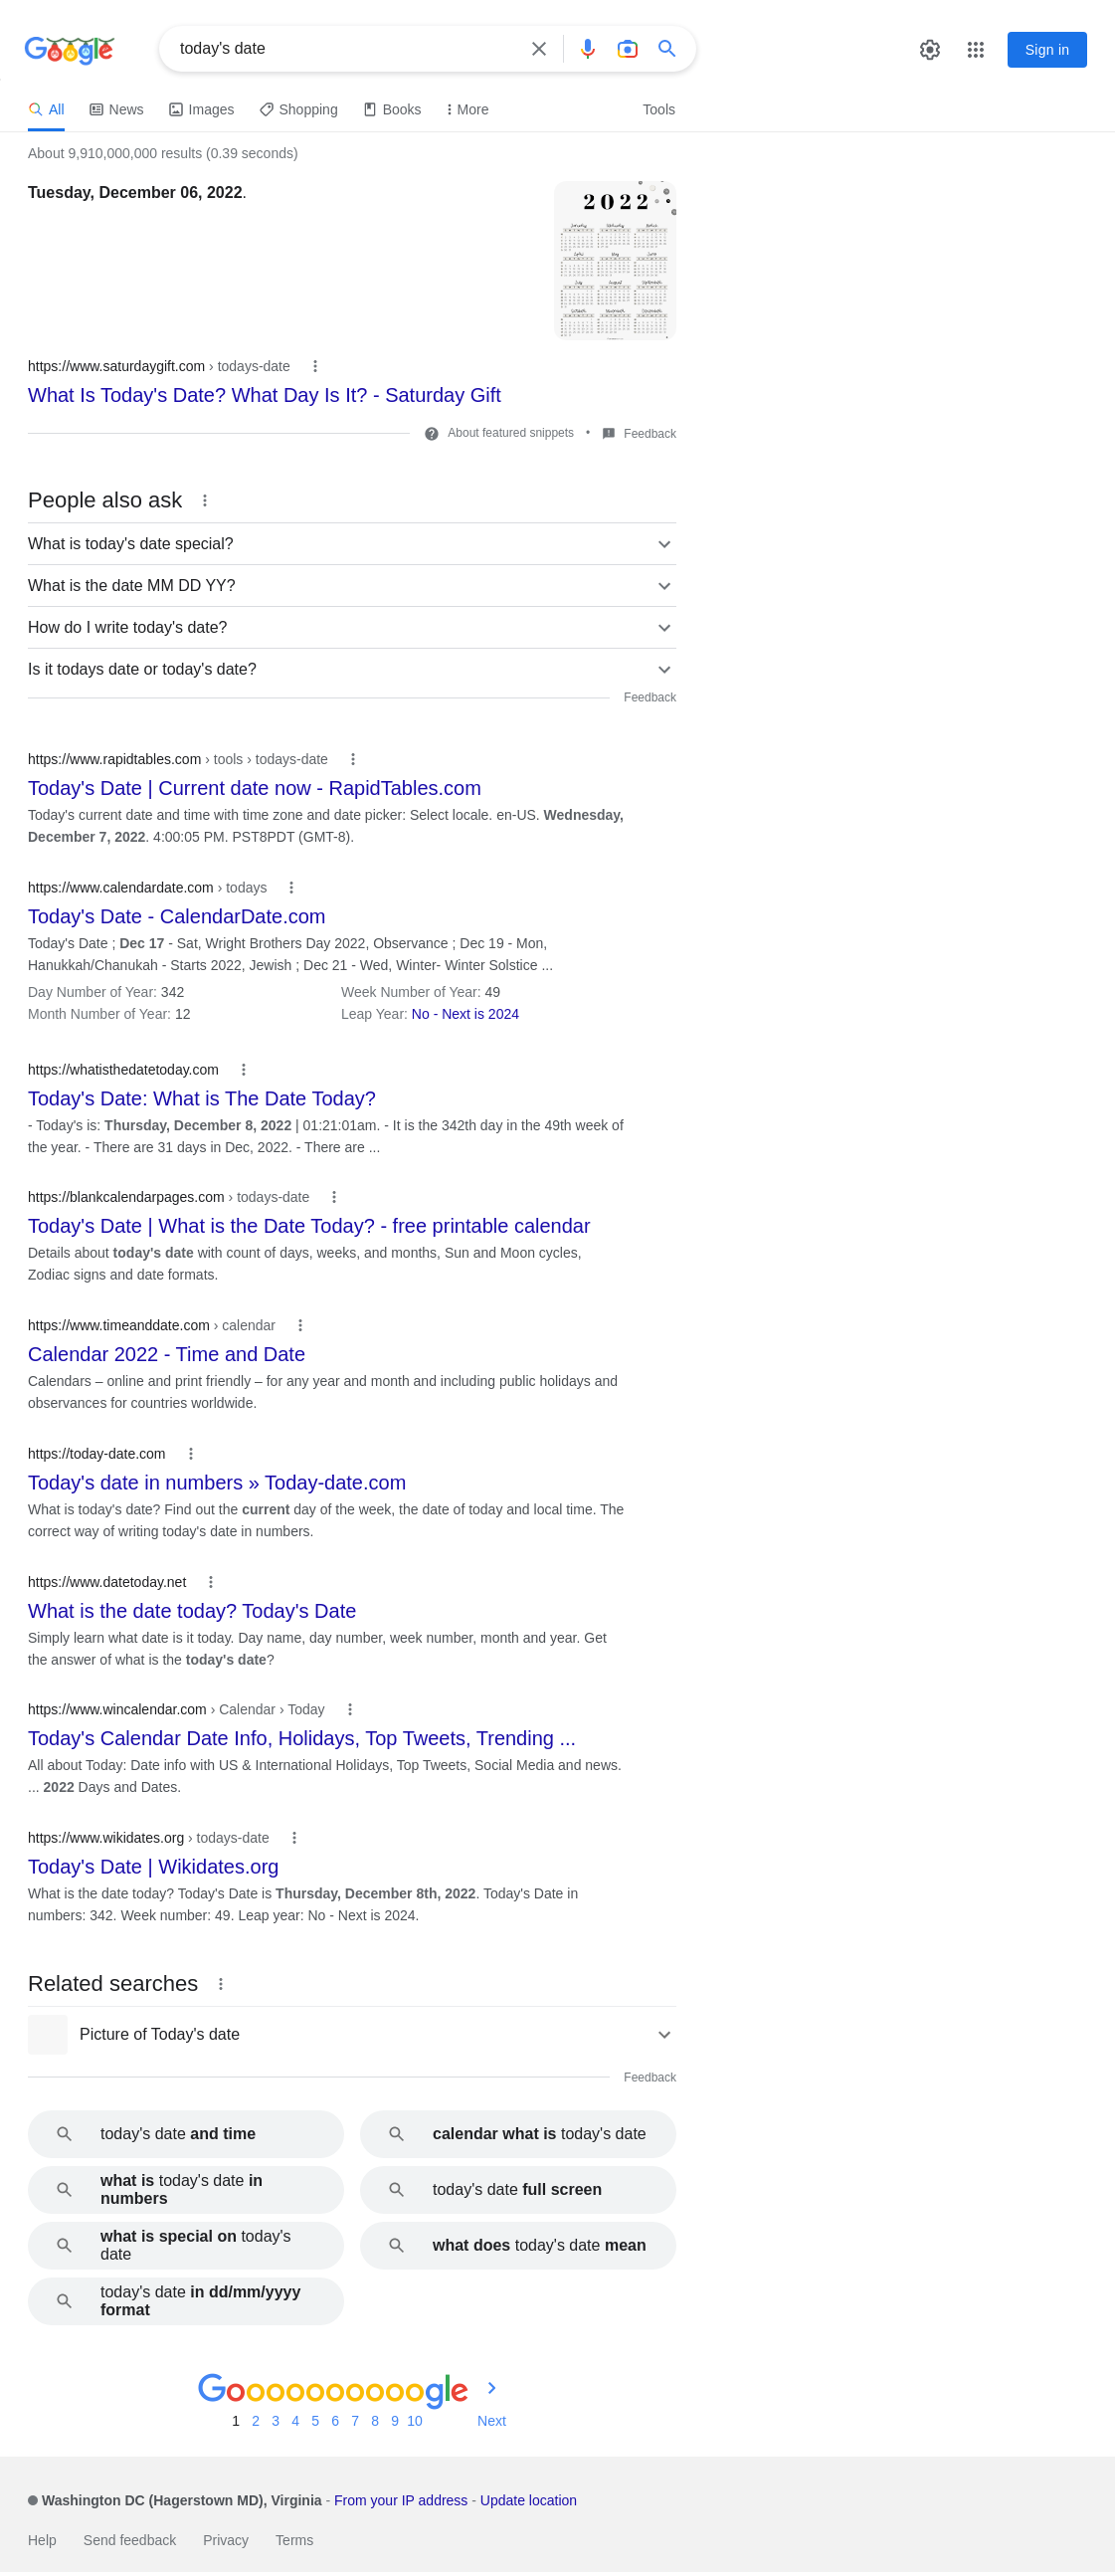 Google
today's date
Sign in
All News Images Shopping Books More Tools
About 9,910,000,000 results (0.39 seconds)
Tuesday, December 06, 2022.
2022
https://www.saturdaygift.com › todays-date
What Is Today's Date? What Day Is It? - Saturday Gift
About featured snippets • Feedback
People also ask
What is today's date special?
What is the date MM DD YY?
How do I write today's date?
Is it todays date or today's date?
Feedback
https://www.rapidtables.com › tools › todays-date
Today's Date | Current date now - RapidTables.com
Today's current date and time with time zone and date picker: Select locale. en-US. Wednesday,
December 7, 2022. 4:00:05 PM. PST8PDT (GMT-8).
https://www.calendardate.com › todays
Today's Date - CalendarDate.com
Today's Date ; Dec 17 - Sat, Wright Brothers Day 2022, Observance ; Dec 19 - Mon,
Hanukkah/Chanukah - Starts 2022, Jewish ; Dec 21 - Wed, Winter- Winter Solstice ...
Day Number of Year: 342 Week Number of Year: 49
Month Number of Year: 12 Leap Year: No - Next is 2024
https://whatisthedatetoday.com
Today's Date: What is The Date Today?
- Today's is: Thursday, December 8, 2022 | 01:21:01am. - It is the 342th day in the 49th week of
the year. - There are 31 days in Dec, 2022. - There are ...
https://blankcalendarpages.com › todays-date
Today's Date | What is the Date Today? - free printable calendar
Details about today's date with count of days, weeks, and months, Sun and Moon cycles,
Zodiac signs and date formats.
https://www.timeanddate.com › calendar
Calendar 2022 - Time and Date
Calendars – online and print friendly – for any year and month and including public holidays and
observances for countries worldwide.
https://today-date.com
Today's date in numbers » Today-date.com
What is today's date? Find out the current day of the week, the date of today and local time. The
correct way of writing today's date in numbers.
https://www.datetoday.net
What is the date today? Today's Date
Simply learn what date is it today. Day name, day number, week number, month and year. Get
the answer of what is the today's date?
https://www.wincalendar.com › Calendar › Today
Today's Calendar Date Info, Holidays, Top Tweets, Trending ...
All about Today: Date info with US & International Holidays, Top Tweets, Social Media and news.
... 2022 Days and Dates.
https://www.wikidates.org › todays-date
Today's Date | Wikidates.org
What is the date today? Today's Date is Thursday, December 8th, 2022. Today's Date in
numbers: 342. Week number: 49. Leap year: No - Next is 2024.
Related searches
Picture of Today's date
Feedback
today's date and time
calendar what is today's date
what is today's date in
numbers
today's date full screen
what is special on today's
date
what does today's date mean
today's date in dd/mm/yyyy
format
Goooooooooogle
1 2 3 4 5 6 7 8 9 10 Next
Washington DC (Hagerstown MD), Virginia - From your IP address - Update location
Help Send feedback Privacy Terms